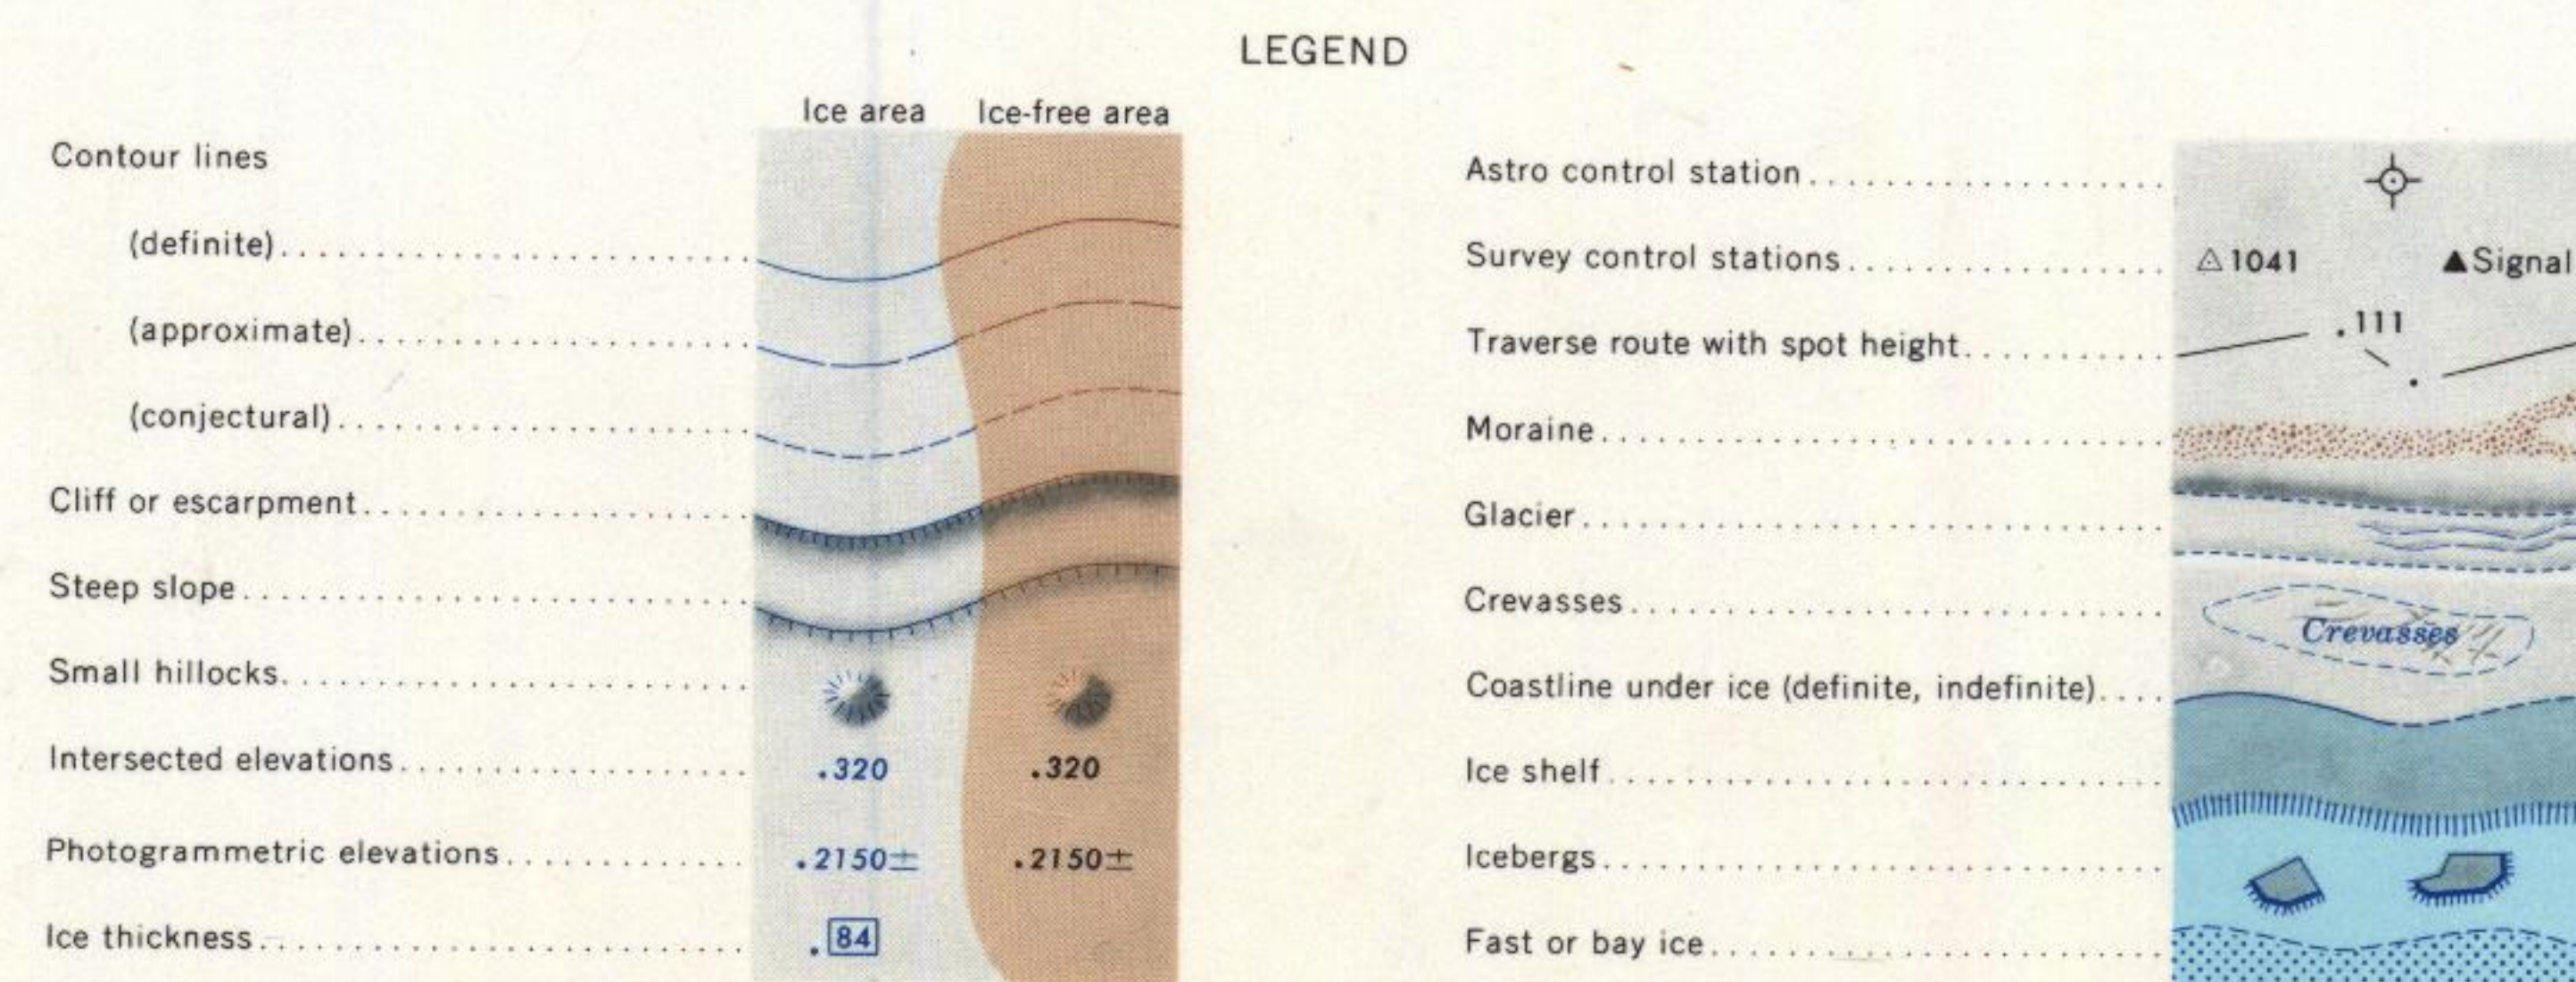 LEGEND
Ice area Ice-free area
Contour lines
(definite)
(approximate)
(conjectural)
Cliff or escarpment
Steep slope
Small hillocks
Intersected elevations .320 .320
Photogrammetric elevations .2150± .2150±
Ice thickness .84
Astro control station
Survey control stations 1041 Signal
Traverse route with spot height .111
Moraine
Glacier
Crevasses Crevasses
Coastline under ice (definite, indefinite)
Ice shelf
Icebergs
Fast or bay ice